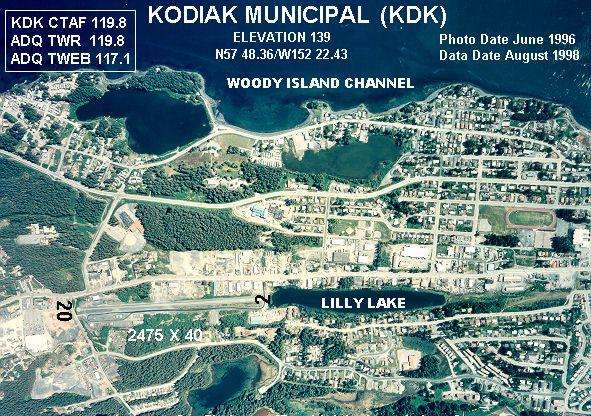 KODIAK MUNICIPAL (KDK)
KDK CTAF 119.8
ADQ TWR 119.8
ADQ TWEB 117.1
ELEVATION 139
N57 48.36/W152 22.43
Photo Date June 1996
Data Date August 1998
WOODY ISLAND CHANNEL
LILLY LAKE
20
2
2475 X 40